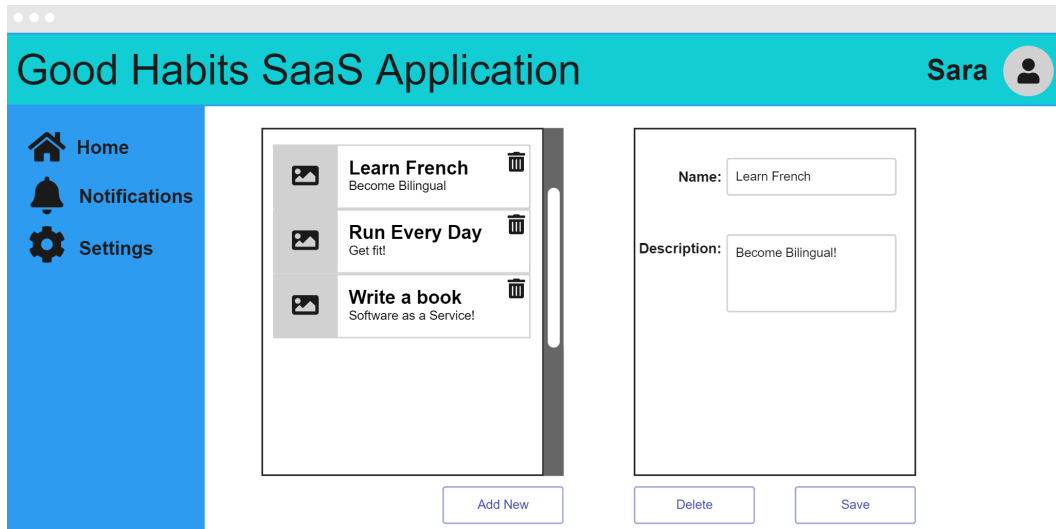 Good Habits SaaS Application
Sara
Home
Notifications
Settings
Learn French
Become Bilingual
Run Every Day
Get fit!
Write a book
Software as a Service!
Add New
Name:
Learn French
Description:
Become Bilingual!
Delete
Save